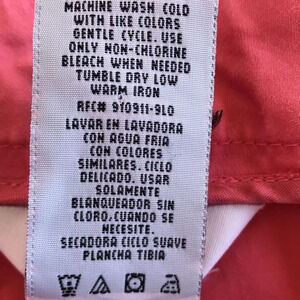 MACHINE WASH COLD
WITH LIKE COLORS
GENTLE CYCLE. USE
ONLY NON-CHLORINE
BLEACH WHEN NEEDED
TUMBLE DRY LOW
WARM IRON
RFC# 910911-9L0
LAVAR EN LAVADORA
CON AGUA FRIA
CON COLORES
SIMILARES. CICLO
DELICADO. USAR
SOLAMENTE
BLANQUEADOR SIN
CLORO, CUANDO SE
NECESITE.
SECADORA CICLO SUAVE
PLANCHA TIBIA